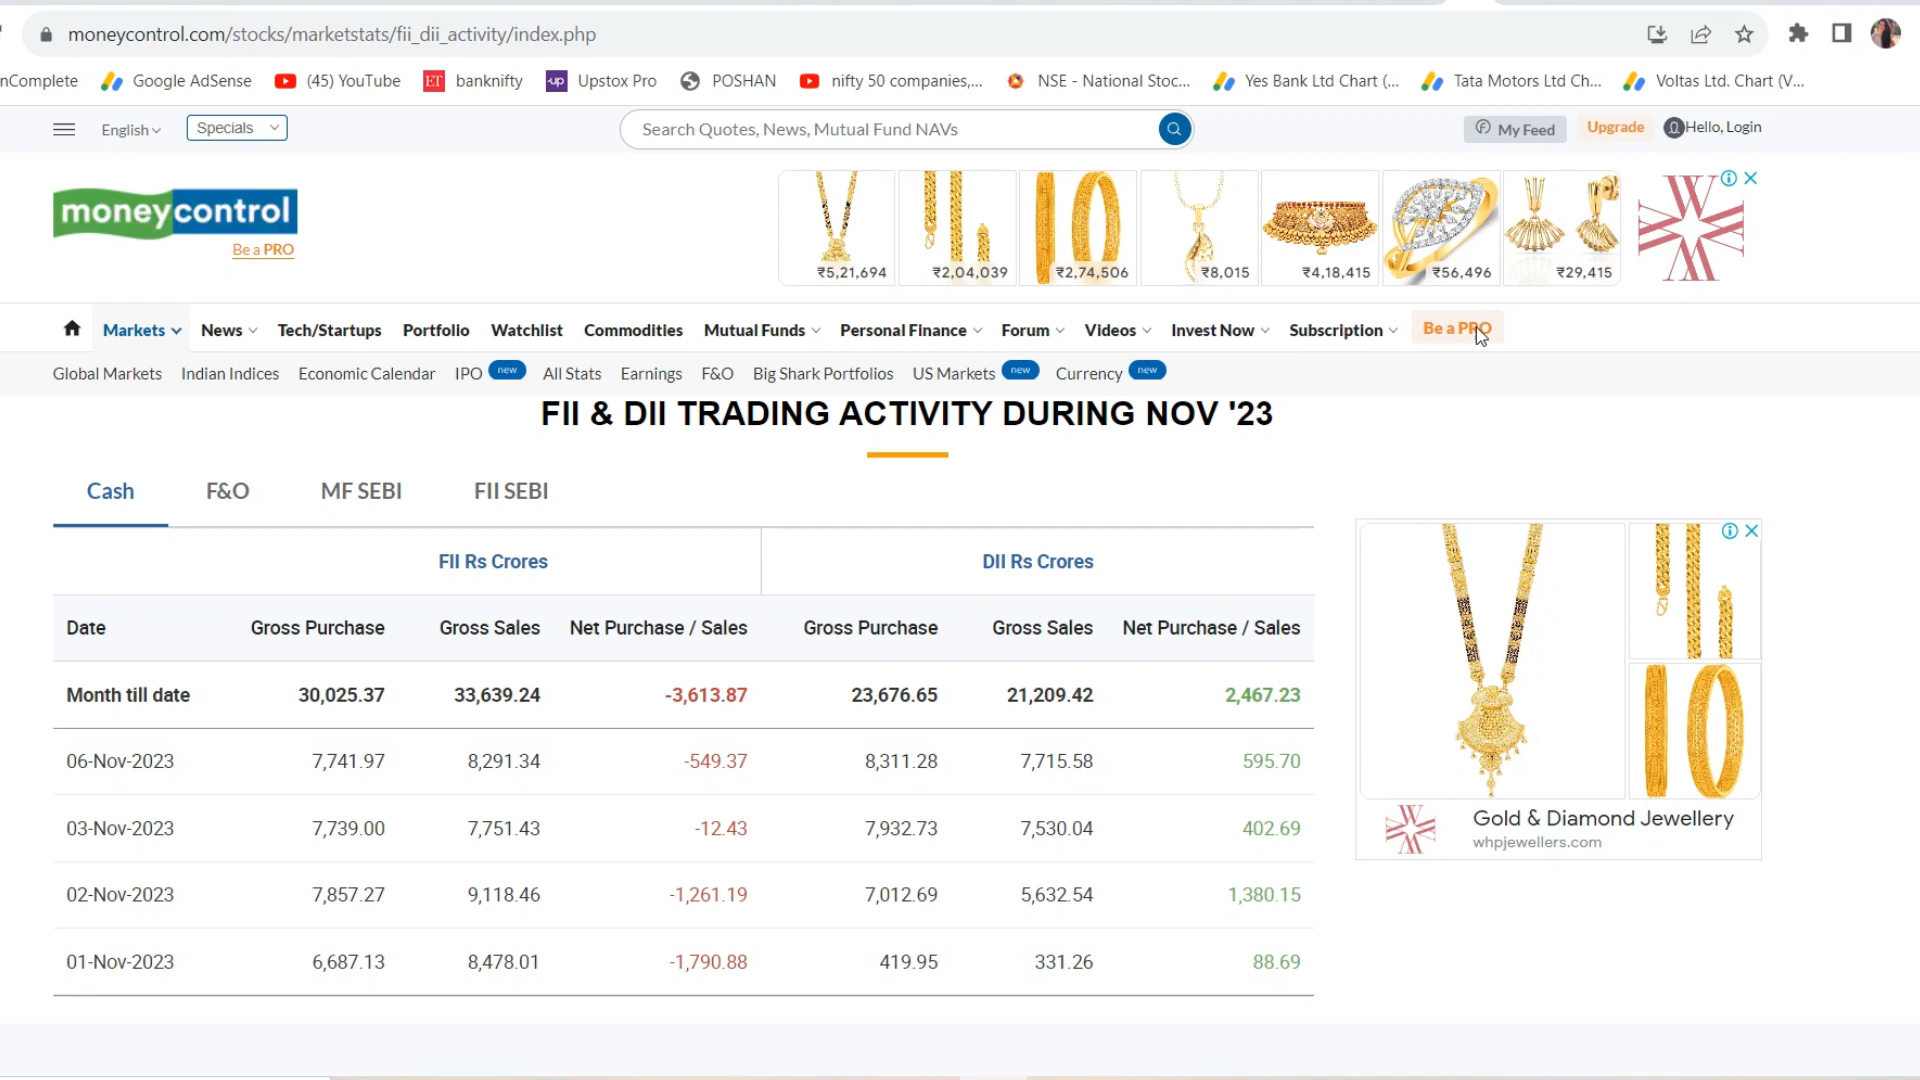 moneycontrol.com/stocks/marketstats/fii_dii_activity/index.php
nComplete Google AdSense (45) YouTube ET banknifty up Upstox Pro POSHAN nifty 50 companies,... NSE - National Stoc... Yes Bank Ltd Chart (... Tata Motors Ltd Ch... Voltas Ltd. Chart (V...
English Specials Search Quotes, News, Mutual Fund NAVs My Feed Upgrade Hello, Login
moneycontrol
Be a PRO
₹5,21,694 ₹2,04,039 ₹2,74,506 ₹8,015 ₹4,18,415 ₹56,496 ₹29,415
Markets News Tech/Startups Portfolio Watchlist Commodities Mutual Funds Personal Finance Forum Videos Invest Now Subscription Be a PRO
Global Markets Indian Indices Economic Calendar IPO new All Stats Earnings F&O Big Shark Portfolios US Markets new Currency new
FII & DII TRADING ACTIVITY DURING NOV '23
Cash F&O MF SEBI FII SEBI
FII Rs Crores DII Rs Crores
Date Gross Purchase Gross Sales Net Purchase / Sales Gross Purchase Gross Sales Net Purchase / Sales
Month till date 30,025.37 33,639.24 -3,613.87 23,676.65 21,209.42 2,467.23
06-Nov-2023 7,741.97 8,291.34 -549.37 8,311.28 7,715.58 595.70
03-Nov-2023 7,739.00 7,751.43 -12.43 7,932.73 7,530.04 402.69
02-Nov-2023 7,857.27 9,118.46 -1,261.19 7,012.69 5,632.54 1,380.15
01-Nov-2023 6,687.13 8,478.01 -1,790.88 419.95 331.26 88.69
Gold & Diamond Jewellery
whpjewellers.com